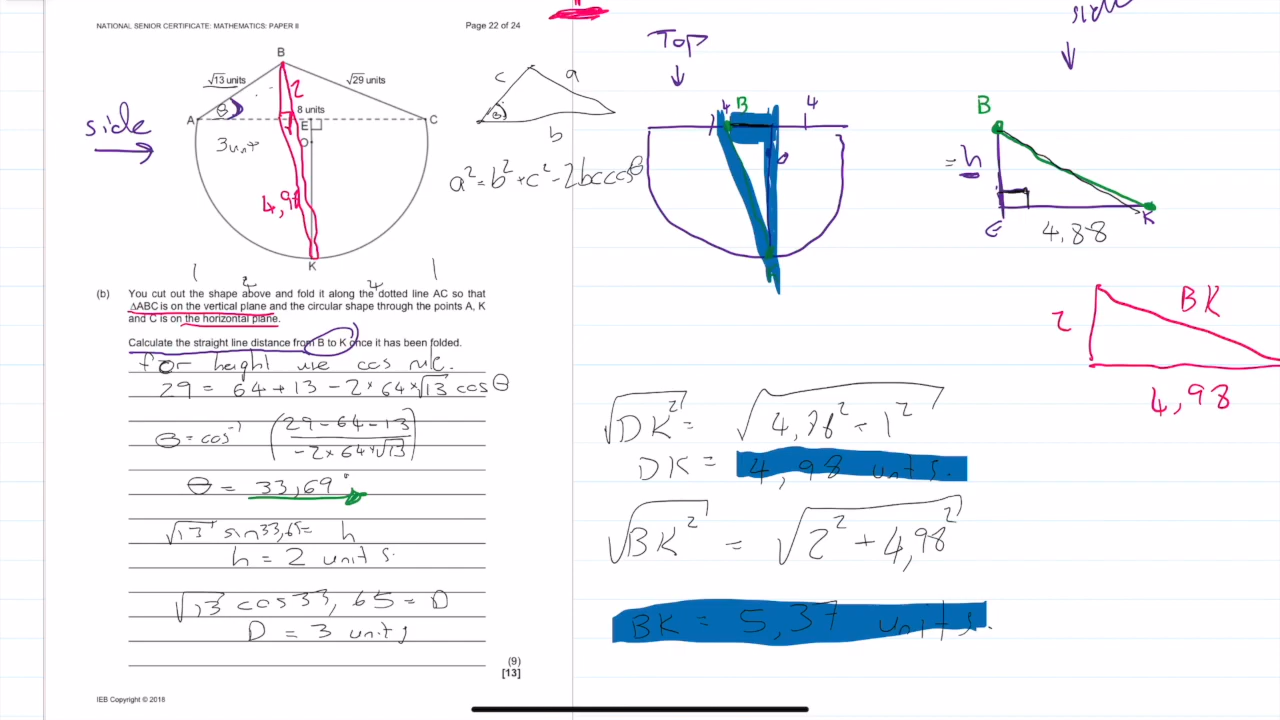 NATIONAL SENIOR CERTIFICATE: MATHEMATICS: PAPER II
Page 22 of 24
side
Top
side
B
√13 units
√29 units
2
θ
8 units
A
E
C
3 unit
4,98
K
c
a
θ
b
a² = b² + c² - 2bccosθ
4
B
4
B
= h
E
4,88
K
2
BK
4,98
(b) You cut out the shape above and fold it along the dotted line AC so that
ΔABC is on the vertical plane and the circular shape through the points A, K
and C is on the horizontal plane.
Calculate the straight line distance from B to K once it has been folded.
for height use cos rule.
29 = 64 + 13 - 2 × 64 × √13 cos θ
θ = cos⁻¹ (29 - 64 - 13 / -2 × 64 × √13)
θ = 33,69°
√13 sin 33,65 = h
h = 2 units.
√13 cos 33,65 = D
D = 3 units
√DK² = √4,98² - 1²
DK = 4,98 units.
√BK² = √2² + 4,98²
BK = 5,37 units.
(9)
[13]
IEB Copyright © 2018